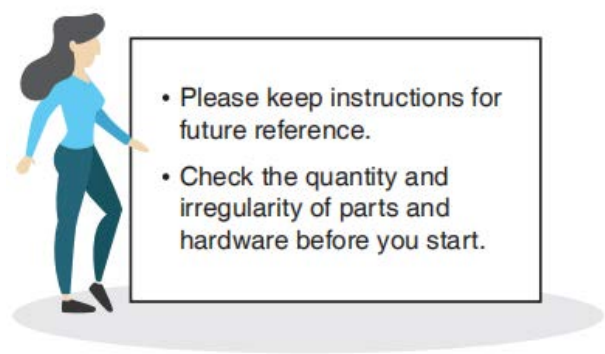 • Please keep instructions for
future reference.
• Check the quantity and
irregularity of parts and
hardware before you start.